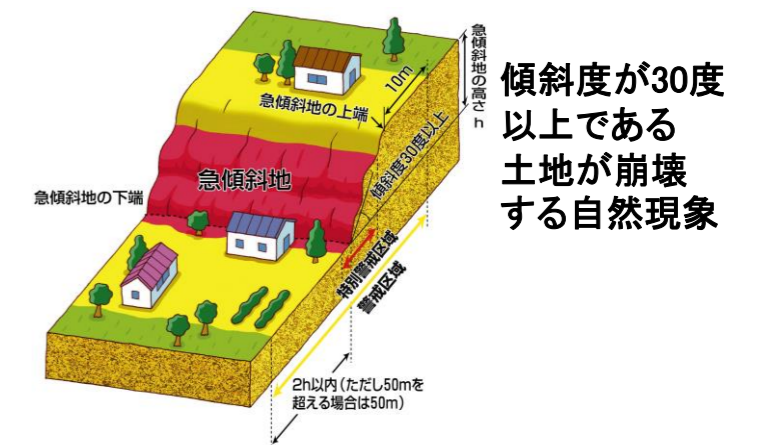 急傾斜地の高さｈ
10m
急傾斜地の上端
傾斜度30度以上
急傾斜地
急傾斜地の下端
特別警戒区域
警戒区域
2h以内（ただし50mを
超える場合は50m）
傾斜度が30度
以上である
土地が崩壊
する自然現象